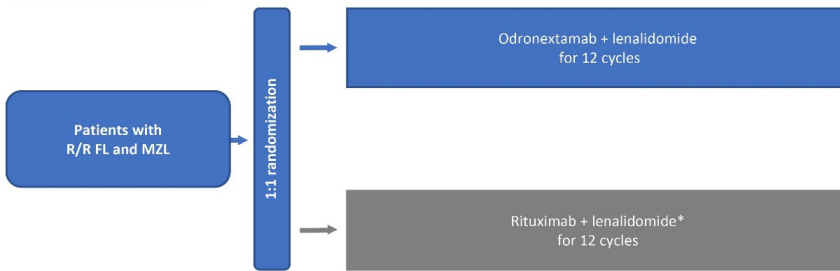 Patients with
R/R FL and MZL
1:1 randomization
Odronextamab + lenalidomide
for 12 cycles
Rituximab + lenalidomide*
for 12 cycles